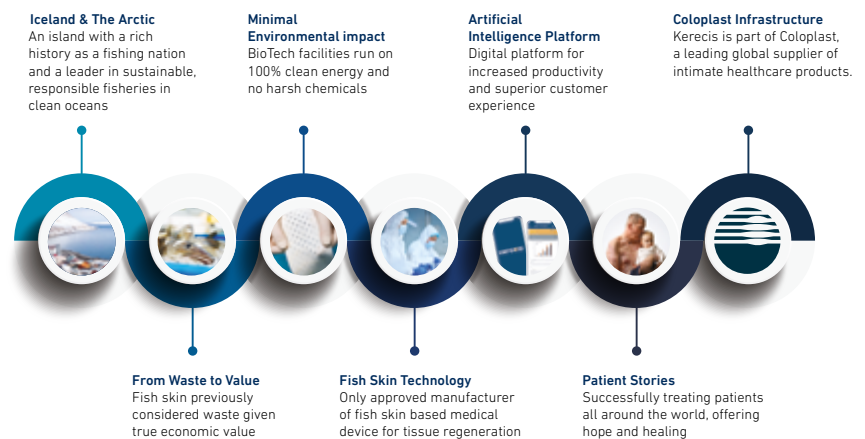 Iceland & The Arctic
An island with a rich
history as a fishing nation
and a leader in sustainable,
responsible fisheries in
clean oceans
Minimal
Environmental impact
BioTech facilities run on
100% clean energy and
no harsh chemicals
Artificial
Intelligence Platform
Digital platform for
increased productivity
and superior customer
experience
Coloplast Infrastructure
Kerecis is part of Coloplast,
a leading global supplier of
intimate healthcare products.
From Waste to Value
Fish skin previously
considered waste given
true economic value
Fish Skin Technology
Only approved manufacturer
of fish skin based medical
device for tissue regeneration
Patient Stories
Successfully treating patients
all around the world, offering
hope and healing